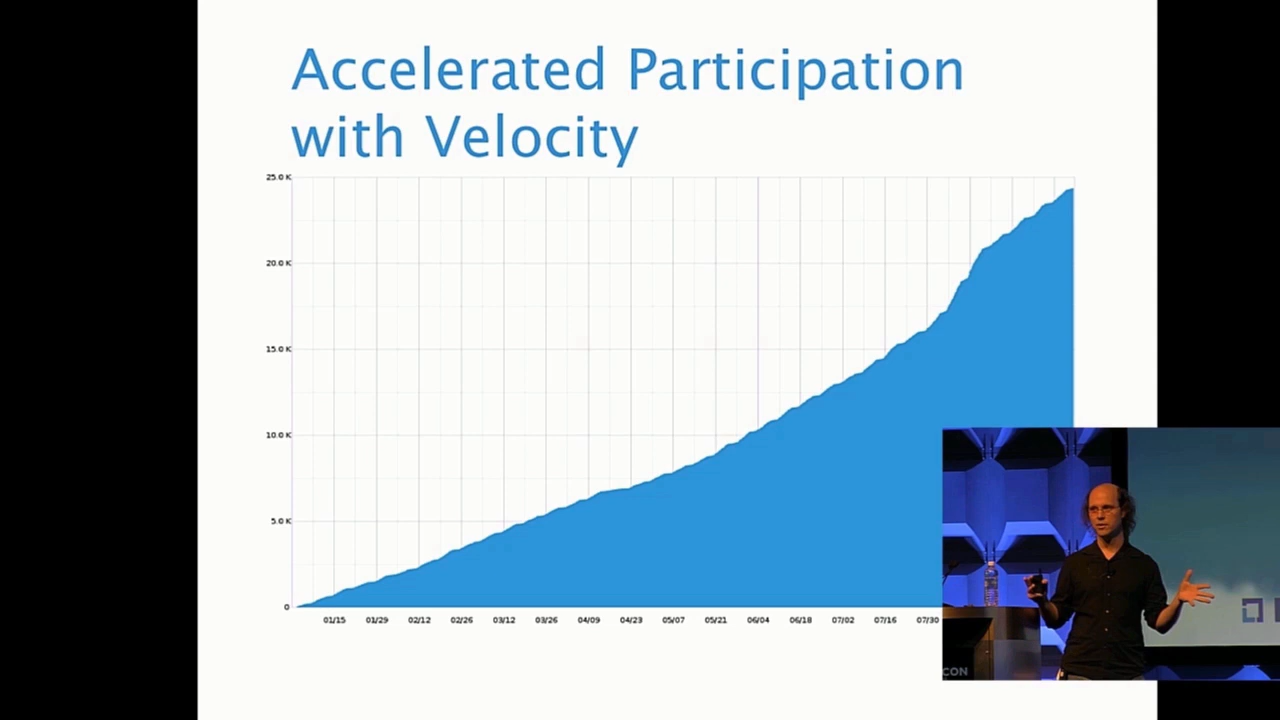 Accelerated Participation
with Velocity
25.0 K
20.0 K
15.0 K
10.0 K
5.0 K
0
01/15 01/29 02/12 02/26 03/12 03/26 04/09 04/23 05/07 05/21 06/04 06/18 07/02 07/16 07/30
CON